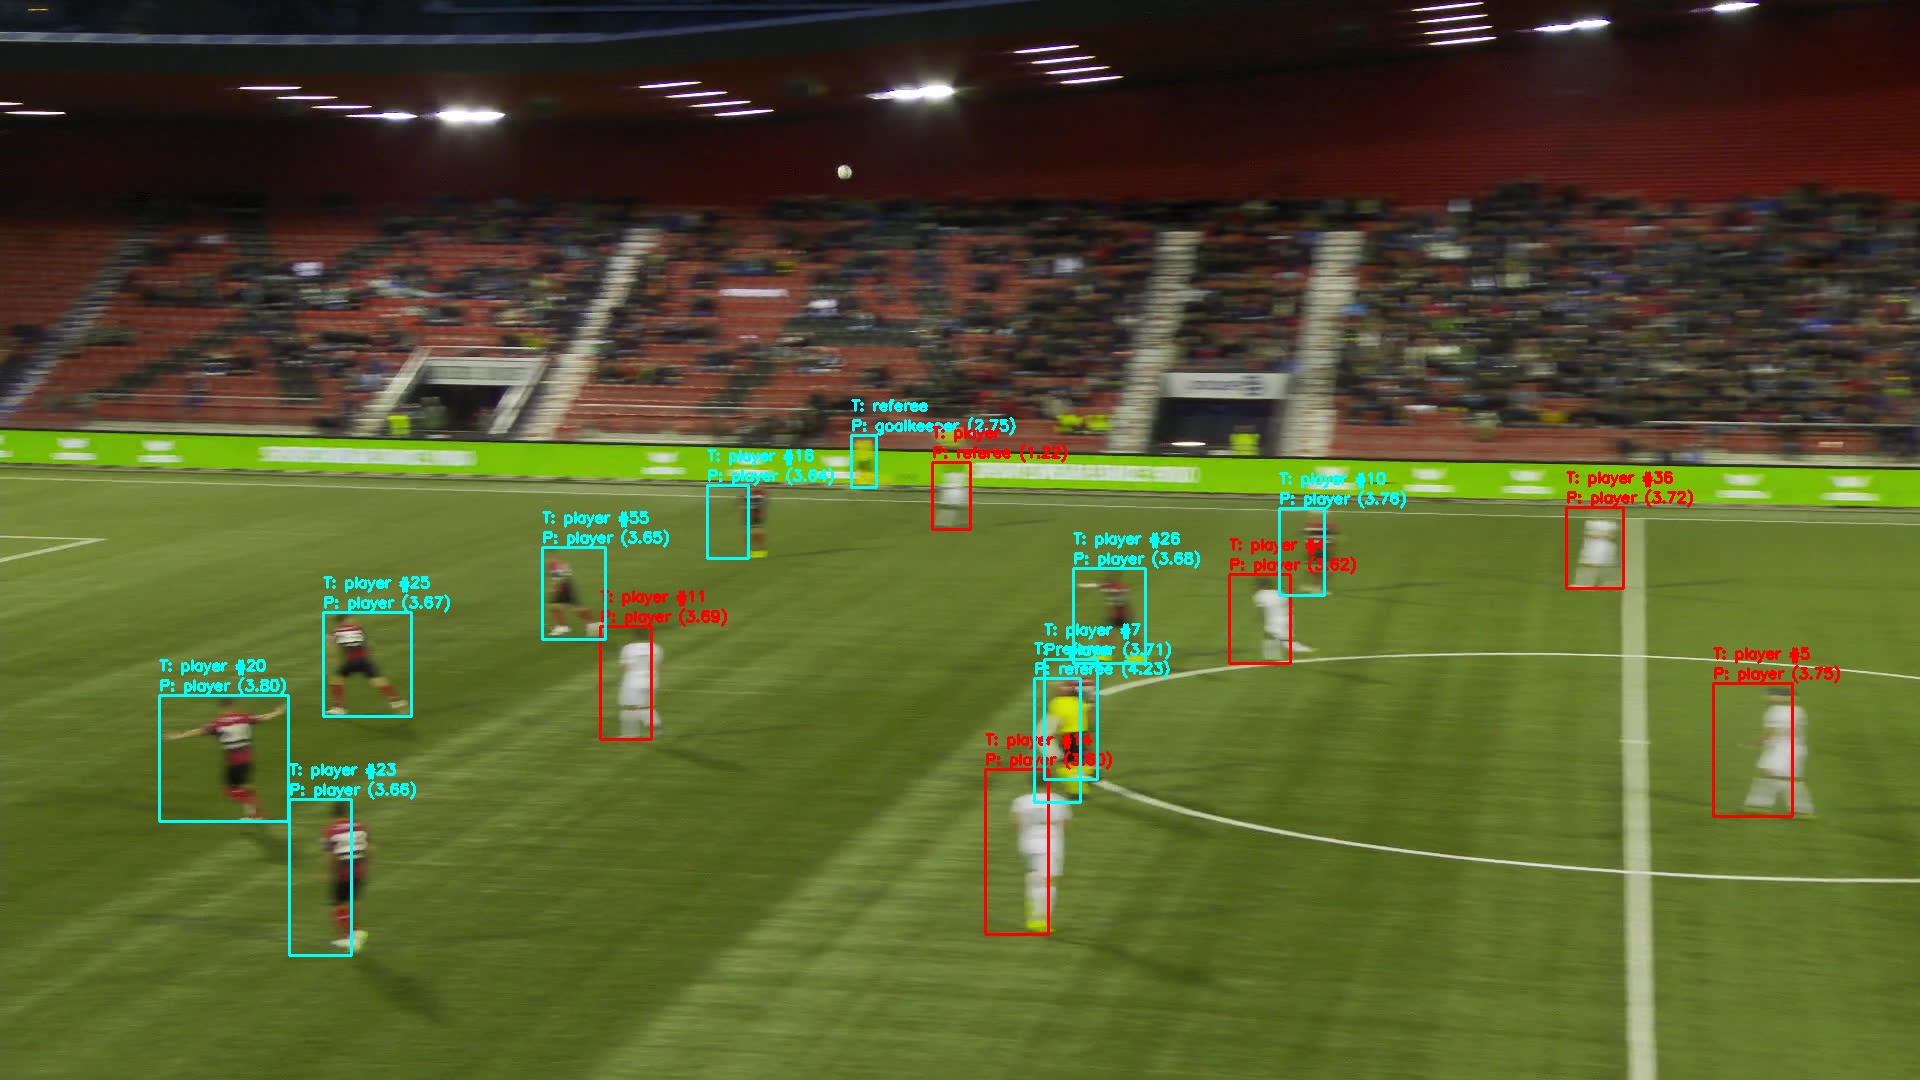 T: referee
P: goalkeeper (2.75)
T: player
P: referee (1.22)
T: player #16
P: player (3.64)
T: player #10
P: player (3.76)
T: player #36
P: player (3.72)
T: player #55
P: player (3.65)
T: player #26
P: player (3.68)
T: player
P: player (3.62)
T: player #25
P: player (3.67)
T: player #11
P: player (3.69)
T: player #7
P: player (3.71)
P: referee (4.23)
T: player #20
P: player (3.80)
T: player #5
P: player (3.75)
T: player
P: player
T: player #23
P: player (3.66)